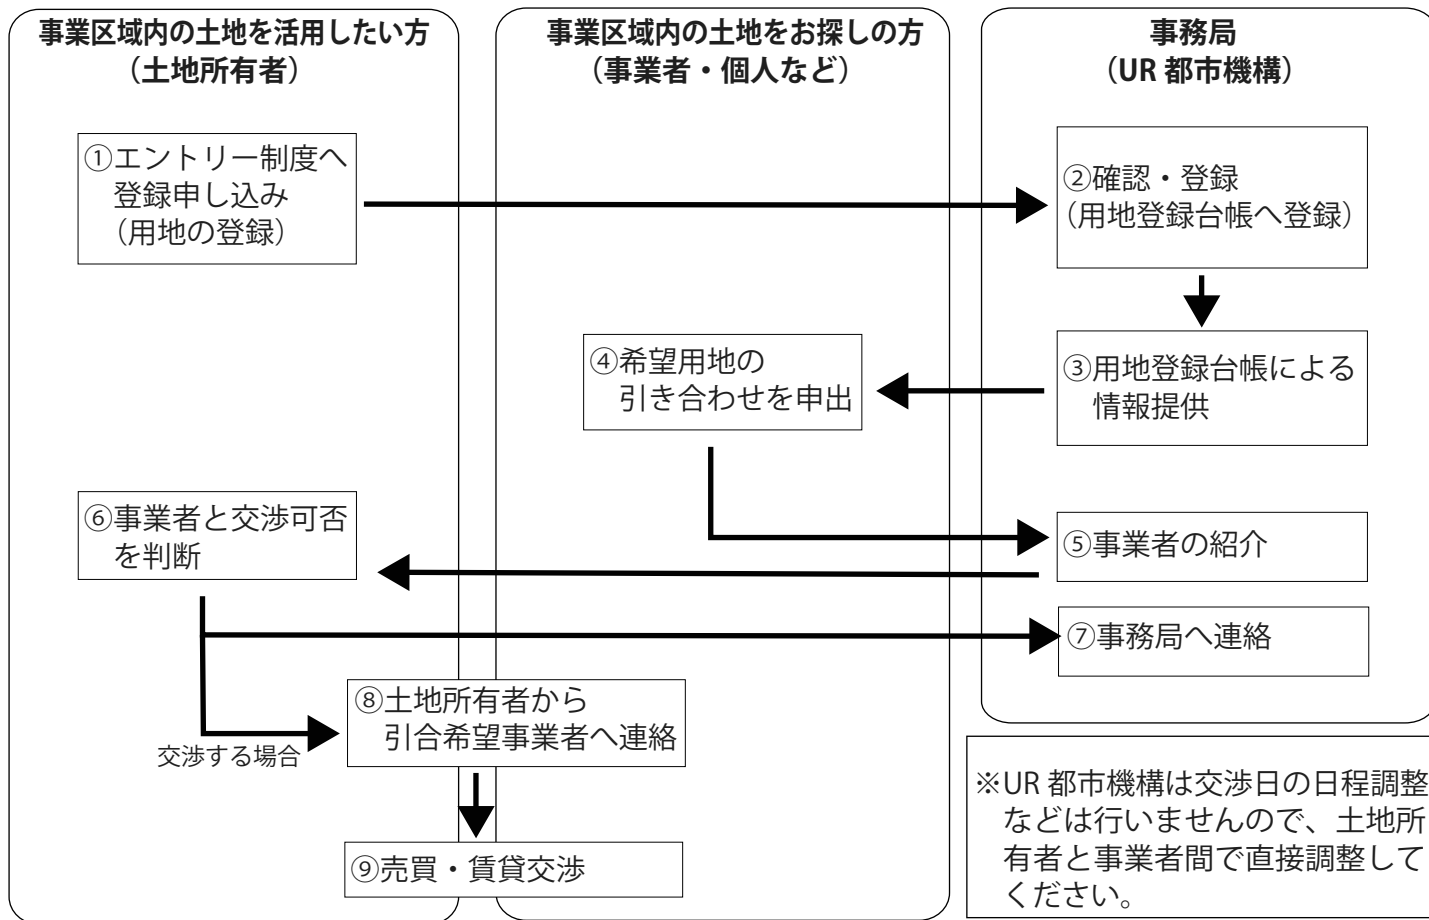 事業区域内の土地を活用したい方
（土地所有者）
事業区域内の土地をお探しの方
（事業者・個人など）
事務局
（UR 都市機構）
①エントリー制度へ
登録申し込み
（用地の登録）
②確認・登録
（用地登録台帳へ登録）
③用地登録台帳による
情報提供
④希望用地の
引き合わせを申出
⑤事業者の紹介
⑥事業者と交渉可否
を判断
⑦事務局へ連絡
⑧土地所有者から
引合希望事業者へ連絡
交渉する場合
⑨売買・賃貸交渉
※UR 都市機構は交渉日の日程調整
などは行いませんので、土地所
有者と事業者間で直接調整して
ください。